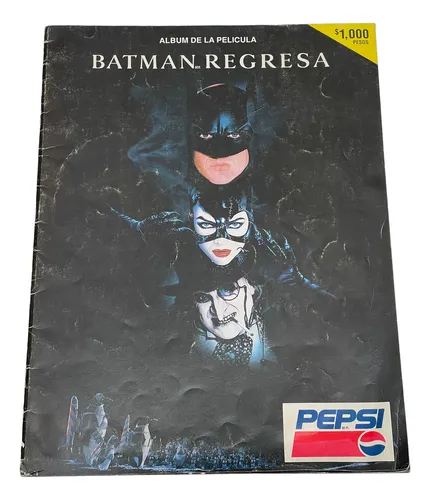 ALBUM DE LA PELICULA
BATMAN REGRESA
$1,000
PESOS
PEPSI